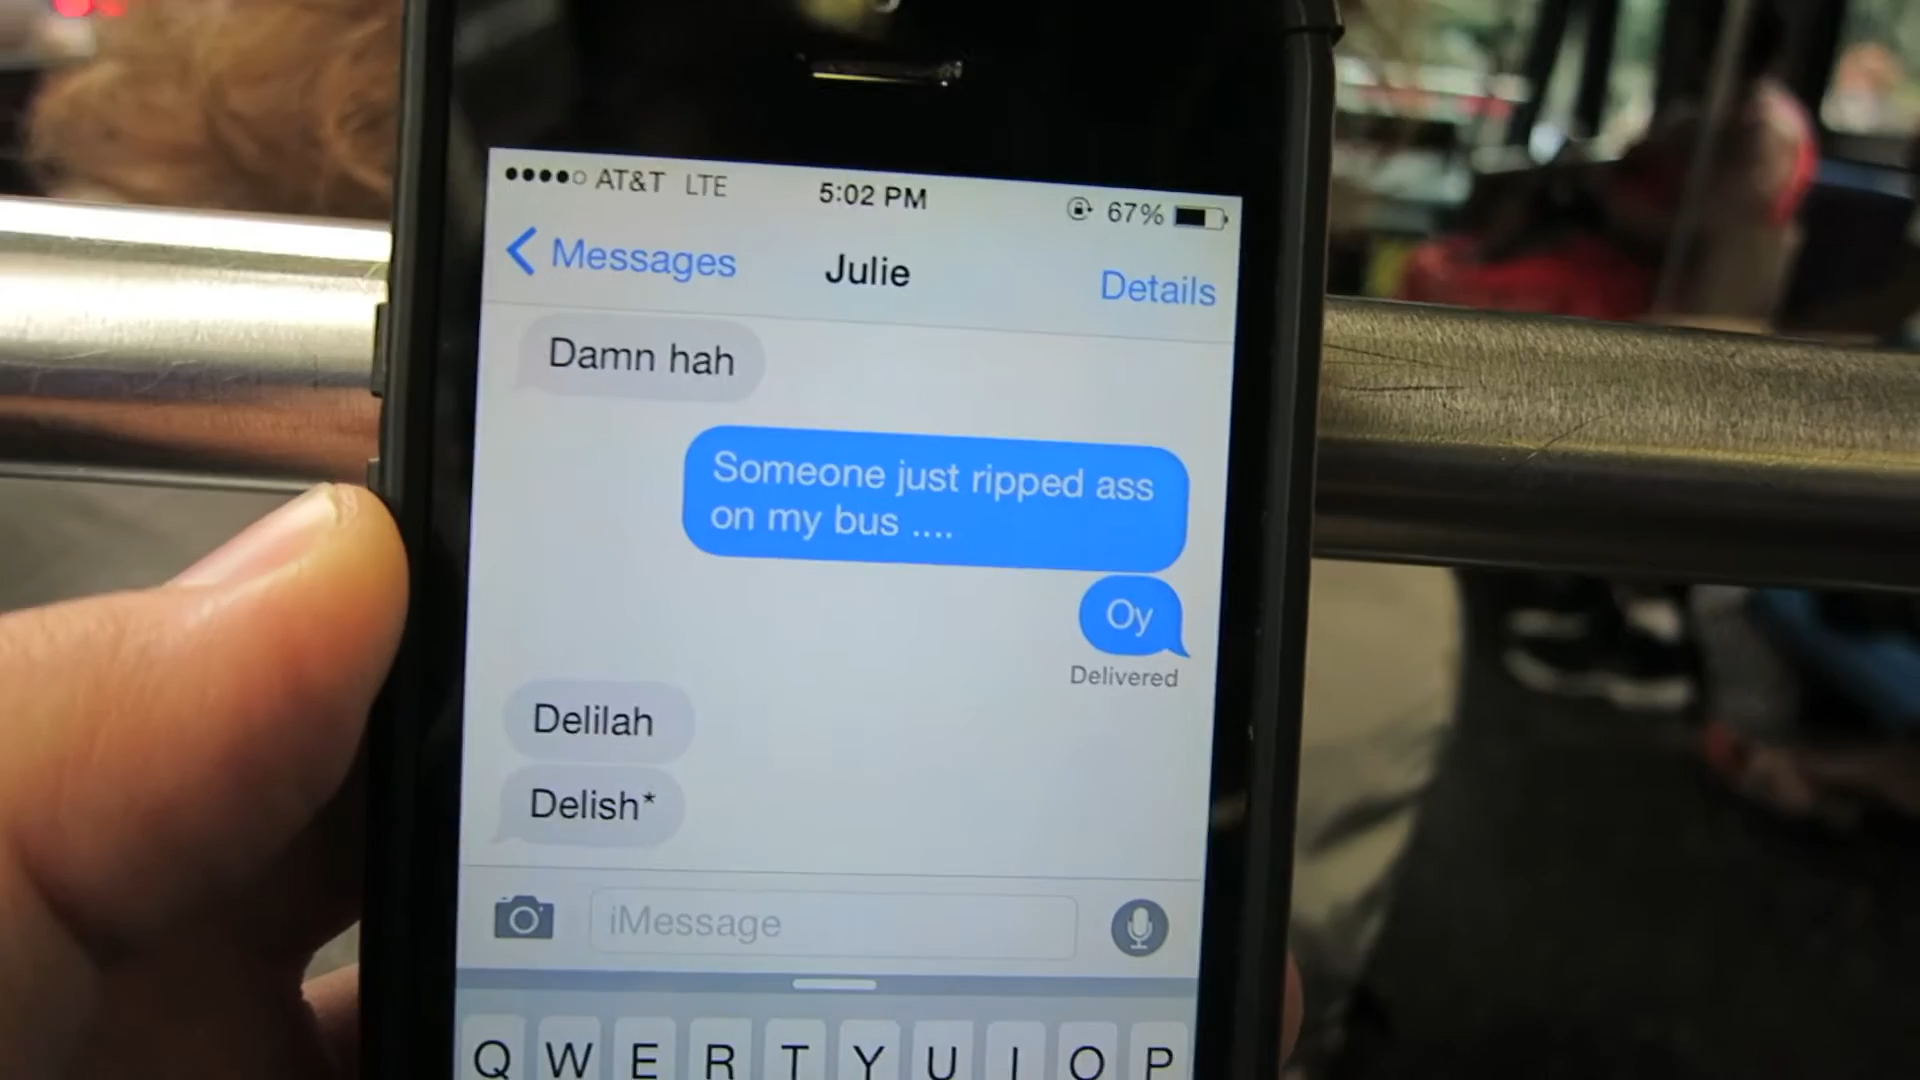 AT&T LTE 5:02 PM 67%
Messages Julie Details
Damn hah
Someone just ripped ass
on my bus ....
Oy
Delivered
Delilah
Delish*
iMessage
Q W E R T Y U I O P